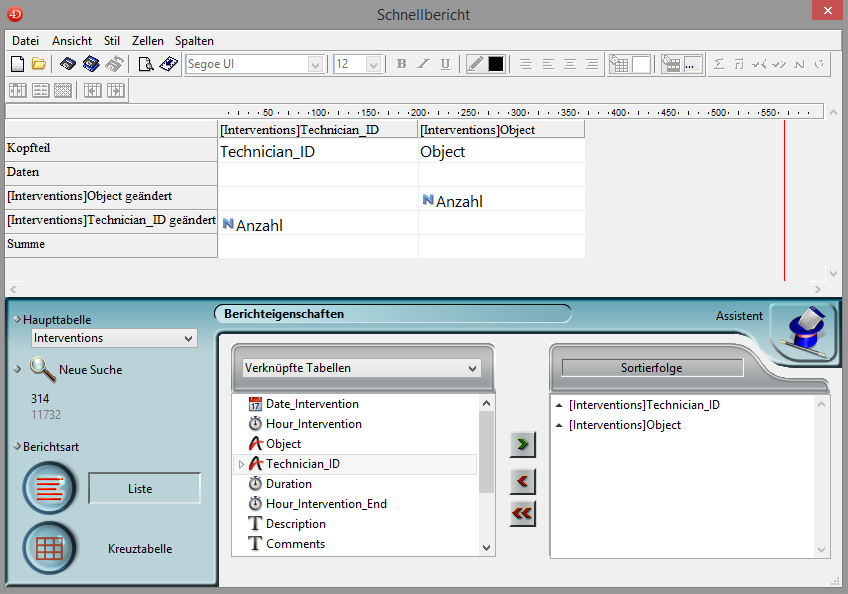 4D
Schnellbericht
Datei Ansicht Stil Zellen Spalten
Segoe UI 12 B I U ...
50 100 150 200 250 300 350 400 450 500 550
[Interventions]Technician_ID [Interventions]Object
Kopfteil Technician_ID Object
Daten
[Interventions]Object geändert N Anzahl
[Interventions]Technician_ID geändert N Anzahl
Summe
Berichteigenschaften
Assistent
Haupttabelle
Interventions
Neue Suche
314
11732
Berichtsart
Liste
Kreuztabelle
Verknüpfte Tabellen
17 Date_Intervention
Hour_Intervention
A Object
A Technician_ID
Duration
Hour_Intervention_End
T Description
T Comments
Sortierfolge
[Interventions]Technician_ID
[Interventions]Object